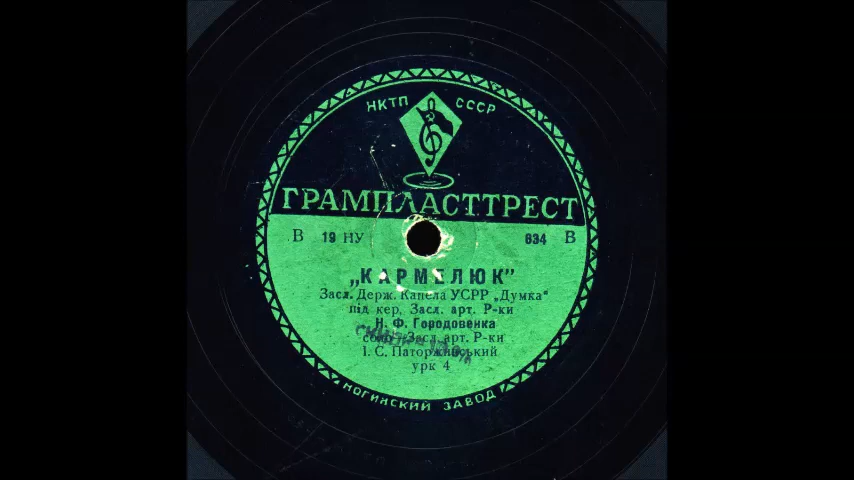 НКТП СССР
ГРАМПЛАСТТРЕСТ
В 19 НУ 634 В
„КАРМЕЛЮК"
Засл. Держ. Капела УСРР „Думка"
під кер. Засл. арт. Р-ки
Н. Ф. Городовенка
соло Засл. арт. Р-ки
І. С. Паторжинський
урк 4
НОГИНСКИЙ ЗАВОД